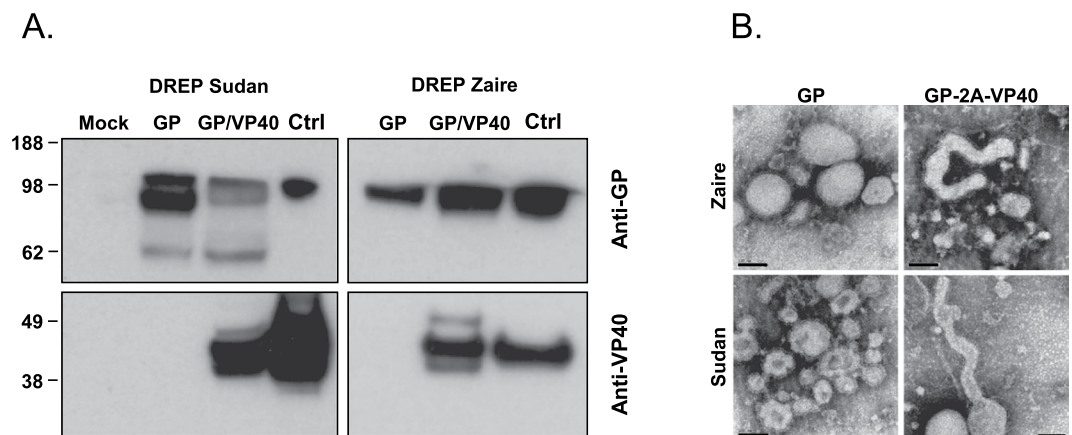 A.
B.
DREP Sudan
DREP Zaire
Mock GP GP/VP40 Ctrl
GP GP/VP40 Ctrl
188
98
62
Anti-GP
49
38
Anti-VP40
GP
GP-2A-VP40
Zaire
Sudan